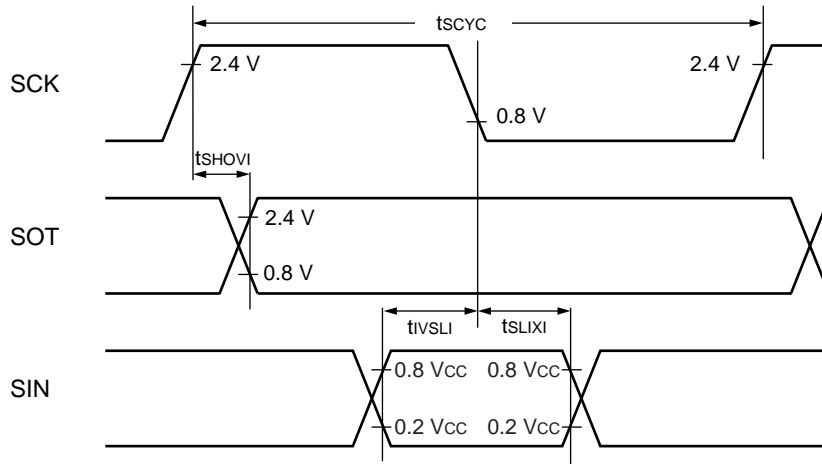 tSCYC
SCK
2.4 V
2.4 V
0.8 V
tSHOVI
SOT
2.4 V
0.8 V
tIVSLI
tSLIXI
SIN
0.8 VCC
0.8 VCC
0.2 VCC
0.2 VCC